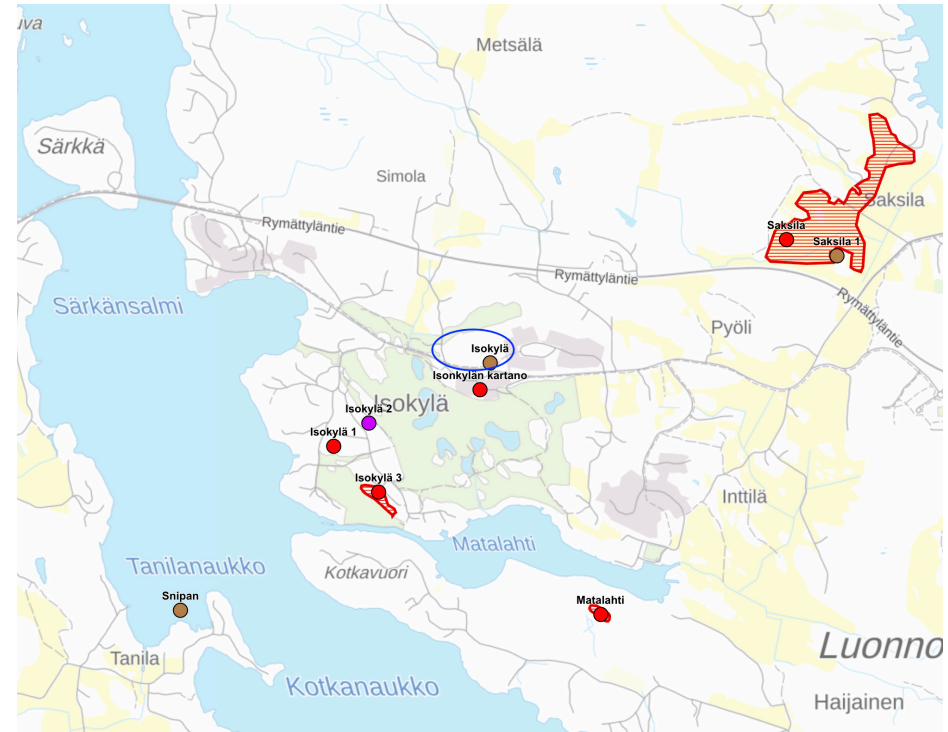 uva
Metsälä
Särkkä
Simola
Saksila
Rymättyläntie
Saksila
Saksila 1
Rymättyläntie
Särkänsalmi
Rymättyläntie
Pyöli
Isokylä
Isonkylän kartano
Isokylä
Isokylä 2
Isokylä 1
Isokylä 3
Inttilä
Matalahti
Tanilanaukko
Kotkavuori
Snipan
Matalahti
Tanila
Luonno
Kotkanaukko
Haijainen